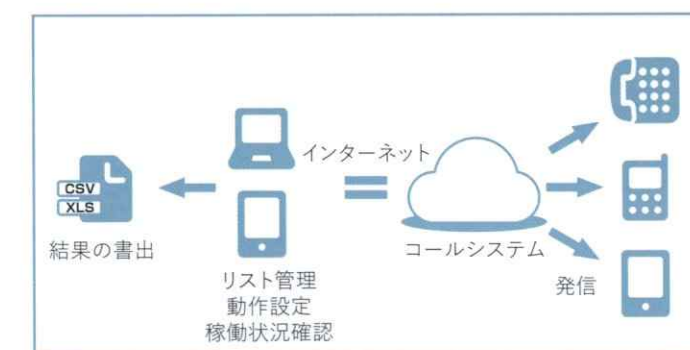 CSV
XLS
結果の書出
インターネット
リスト管理
動作設定
稼働状況確認
コールシステム
発信